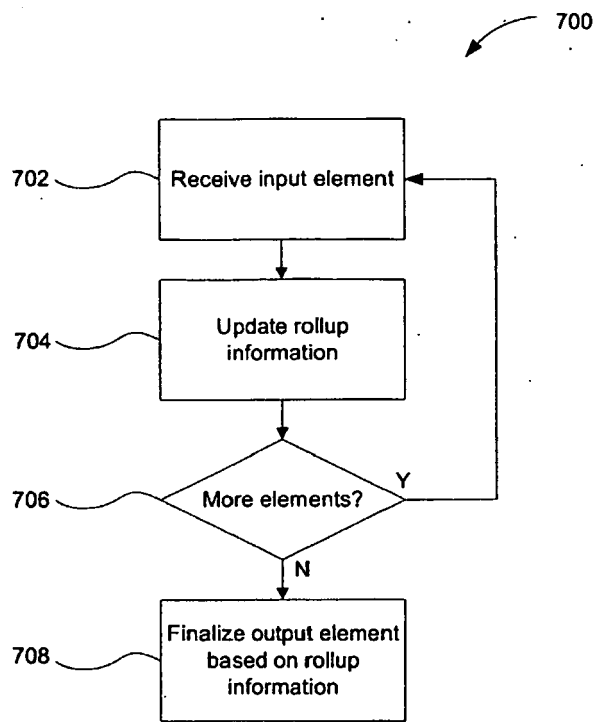 700
702
Receive input element
704
Update rollup
information
706
More elements?
Y
N
708
Finalize output element
based on rollup
information